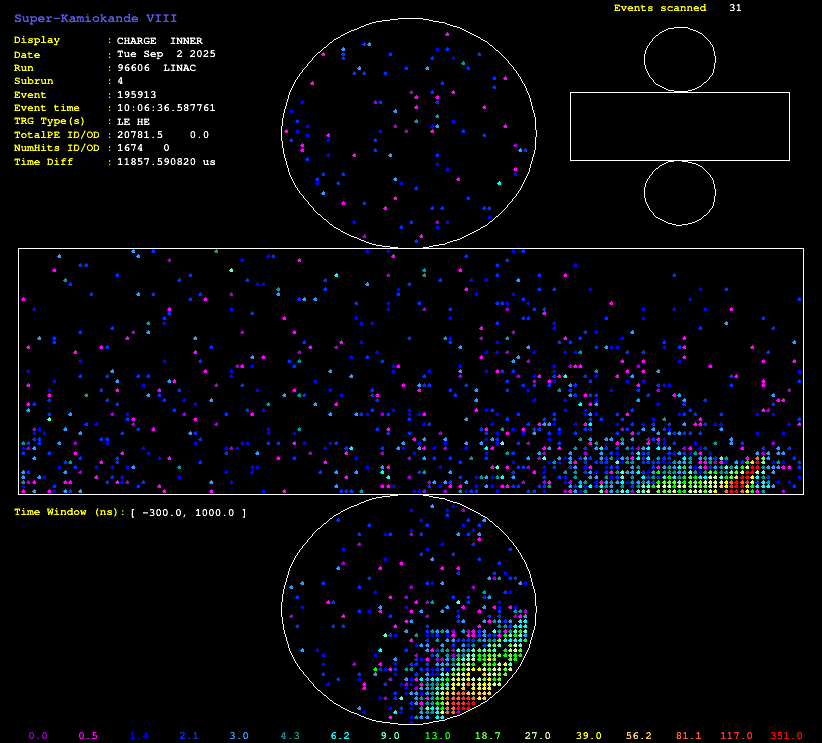 Super-Kamiokande VIII
Events scanned 31
Display : CHARGE INNER
Date : Tue Sep 2 2025
Run : 96606 LINAC
Subrun : 4
Event : 195913
Event time : 10:06:36.587761
TRG Type(s) : LE HE
TotalPE ID/OD : 20781.5 0.0
NumHits ID/OD : 1674 0
Time Diff : 11857.590820 us
Time Window (ns): [ -300.0, 1000.0 ]
0.0 0.5 1.4 2.1 3.0 4.3 6.2 9.0 13.0 18.7 27.0 39.0 56.2 81.1 117.0 351.0